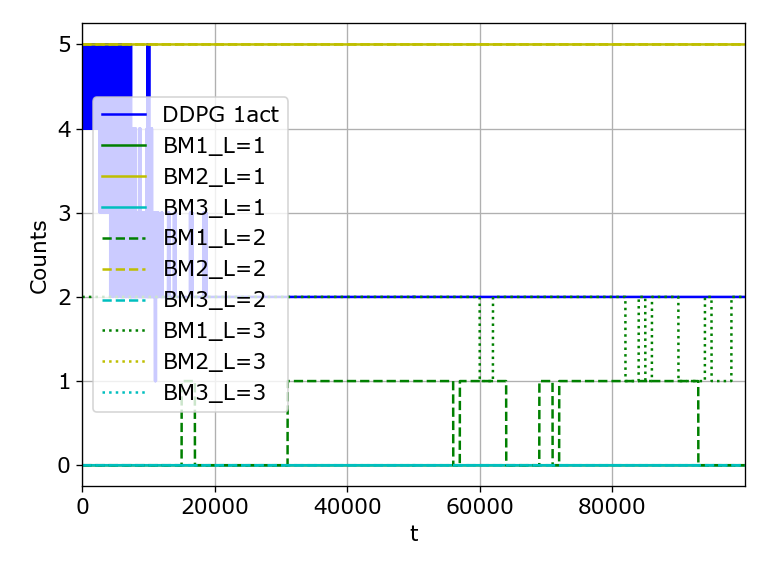 5
4
3
2
1
0
Counts
DDPG 1act
BM1_L=1
BM2_L=1
BM3_L=1
BM1_L=2
BM2_L=2
BM3_L=2
BM1_L=3
BM2_L=3
BM3_L=3
0 20000 40000 60000 80000
t